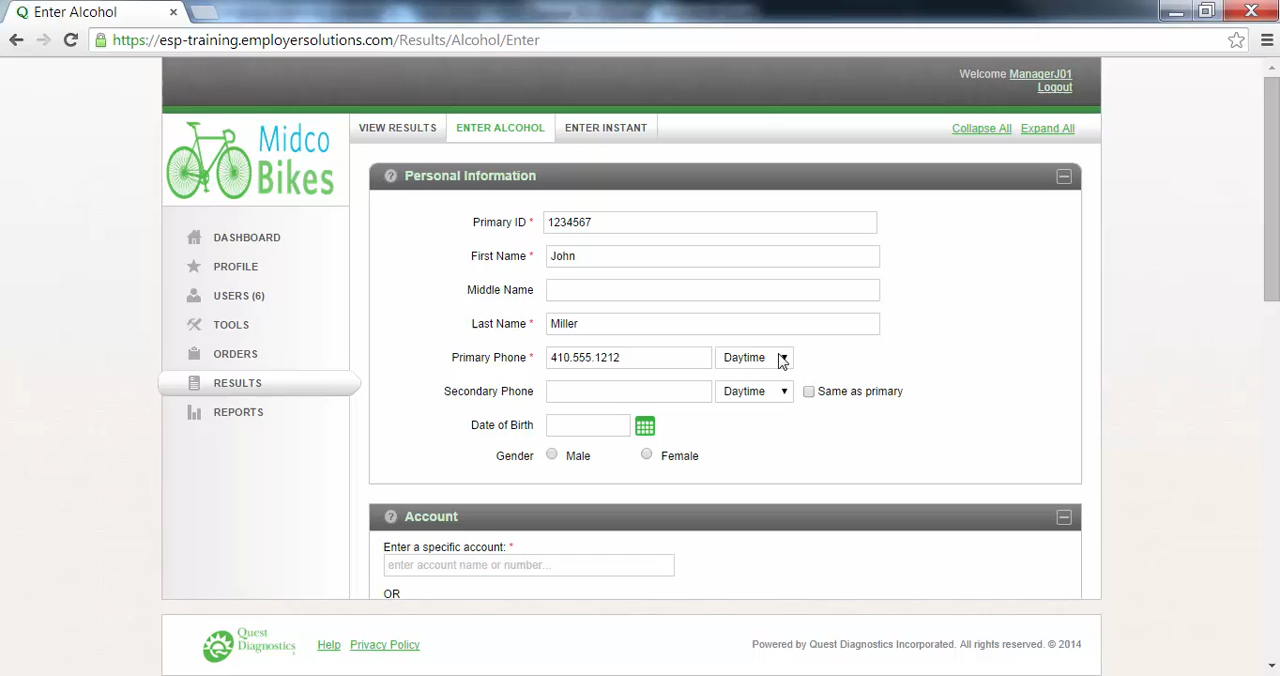 Enter Alcohol
https://esp-training.employersolutions.com/Results/Alcohol/Enter
Welcome ManagerJ01
Logout
Midco Bikes
VIEW RESULTS ENTER ALCOHOL ENTER INSTANT Collapse All Expand All
DASHBOARD
PROFILE
USERS (6)
TOOLS
ORDERS
RESULTS
REPORTS
? Personal Information
Primary ID * 1234567
First Name * John
Middle Name
Last Name * Miller
Primary Phone * 410.555.1212 Daytime
Secondary Phone Daytime Same as primary
Date of Birth
Gender Male Female
? Account
Enter a specific account: *
enter account name or number...
OR
Quest Diagnostics Help Privacy Policy Powered by Quest Diagnostics Incorporated. All rights reserved. © 2014